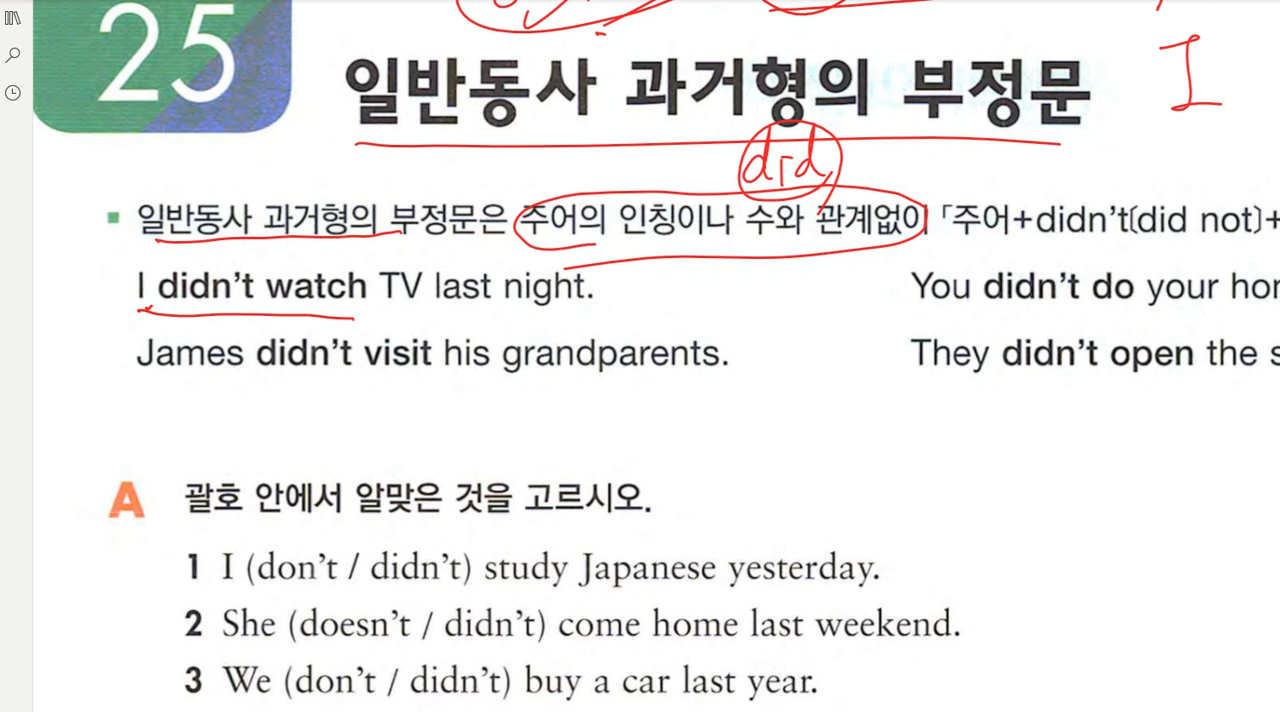 25
일반동사 과거형의 부정문
I
did
일반동사 과거형의 부정문은 주어의 인칭이나 수와 관계없이 「주어+didn't(did not)+
I didn't watch TV last night.
You didn't do your
James didn't visit his grandparents.
They didn't open the
A 괄호 안에서 알맞은 것을 고르시오.
1 I (don't / didn't) study Japanese yesterday.
2 She (doesn't / didn't) come home last weekend.
3 We (don't / didn't) buy a car last year.